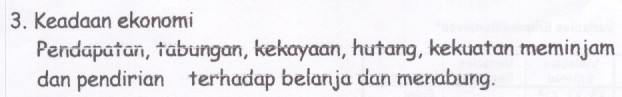 3. Keadaan ekonomi
Pendapatan, tabungan, kekayaan, hutang, kekuatan meminjam
dan pendirian terhadap belanja dan menabung.